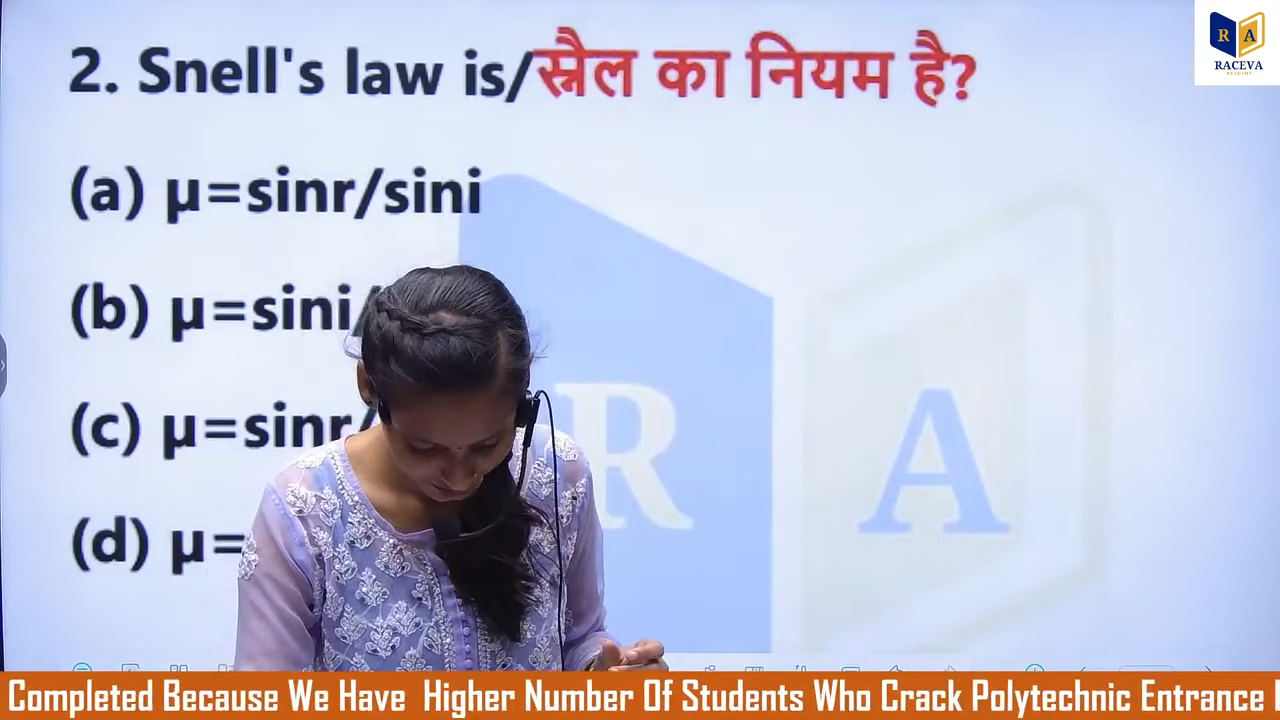 2. Snell's law is/स्नैल का नियम है?
(a) μ=sinr/sini
(b) μ=sini/
(c) μ=sinr/
(d) μ=
R A
RACEVA
ACADEMY
R A
Completed Because We Have Higher Number Of Students Who Crack Polytechnic Entrance